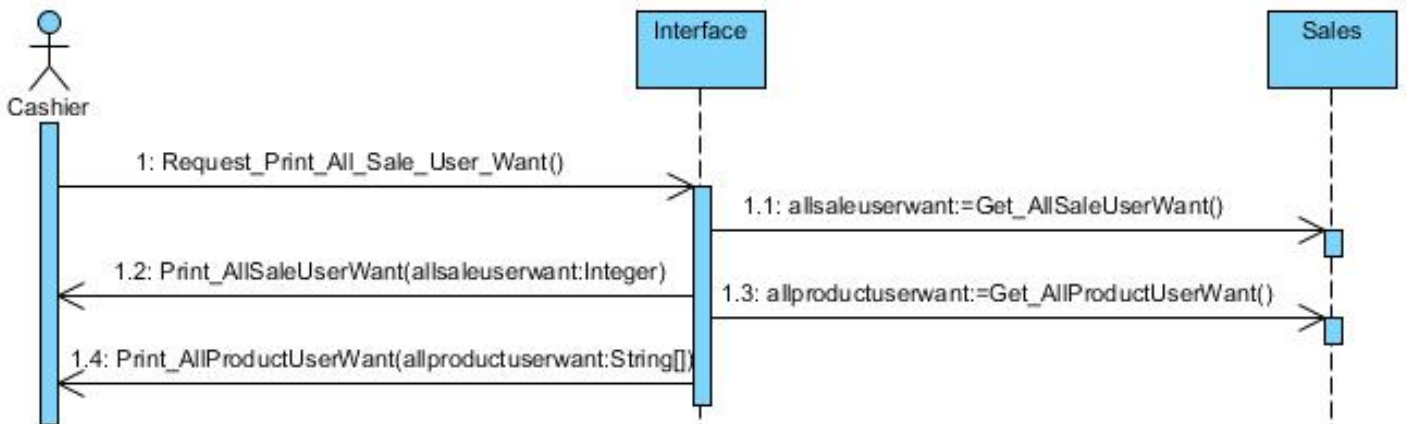 Interface
Sales
Cashier
1: Request_Print_All_Sale_User_Want()
1.1: allsaleuserwant:=Get_AllSaleUserWant()
1.2: Print_AllSaleUserWant(allsaleuserwant:Integer)
1.3: allproductuserwant:=Get_AllProductUserWant()
1.4: Print_AllProductUserWant(allproductuserwant:String[])